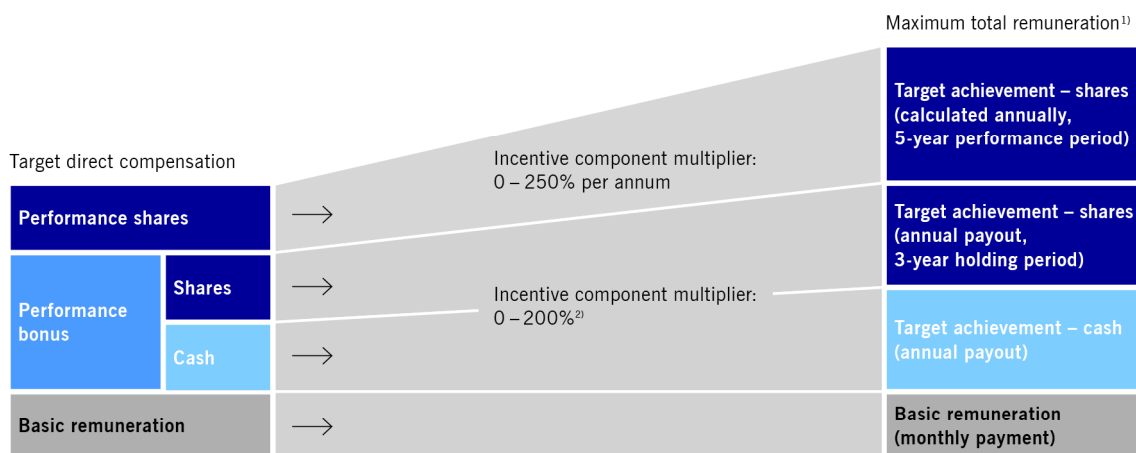 Maximum total remuneration¹⁾
Target direct compensation
Performance shares
Performance
bonus
Shares
Cash
Basic remuneration
Incentive component multiplier:
0 – 250% per annum
Incentive component multiplier:
0 – 200%²⁾
Target achievement – shares
(calculated annually,
5-year performance period)
Target achievement – shares
(annual payout,
3-year holding period)
Target achievement – cash
(annual payout)
Basic remuneration
(monthly payment)